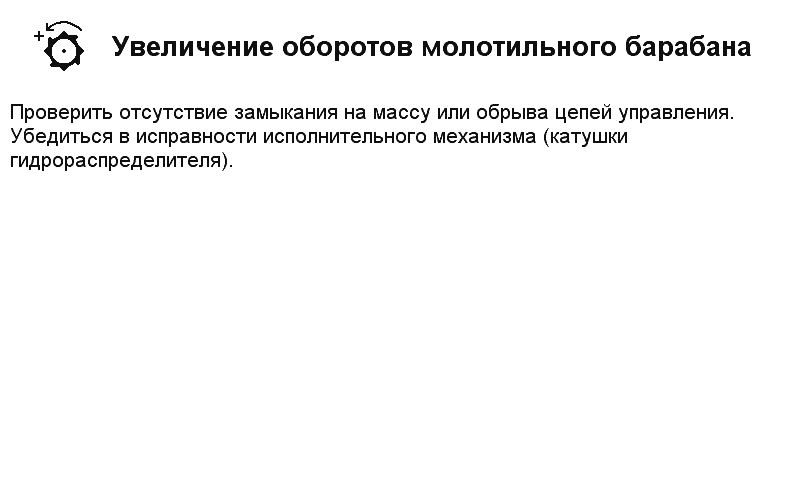 +
Увеличение оборотов молотильного барабана
Проверить отсутствие замыкания на массу или обрыва цепей управления.
Убедиться в исправности исполнительного механизма (катушки
гидрораспределителя).